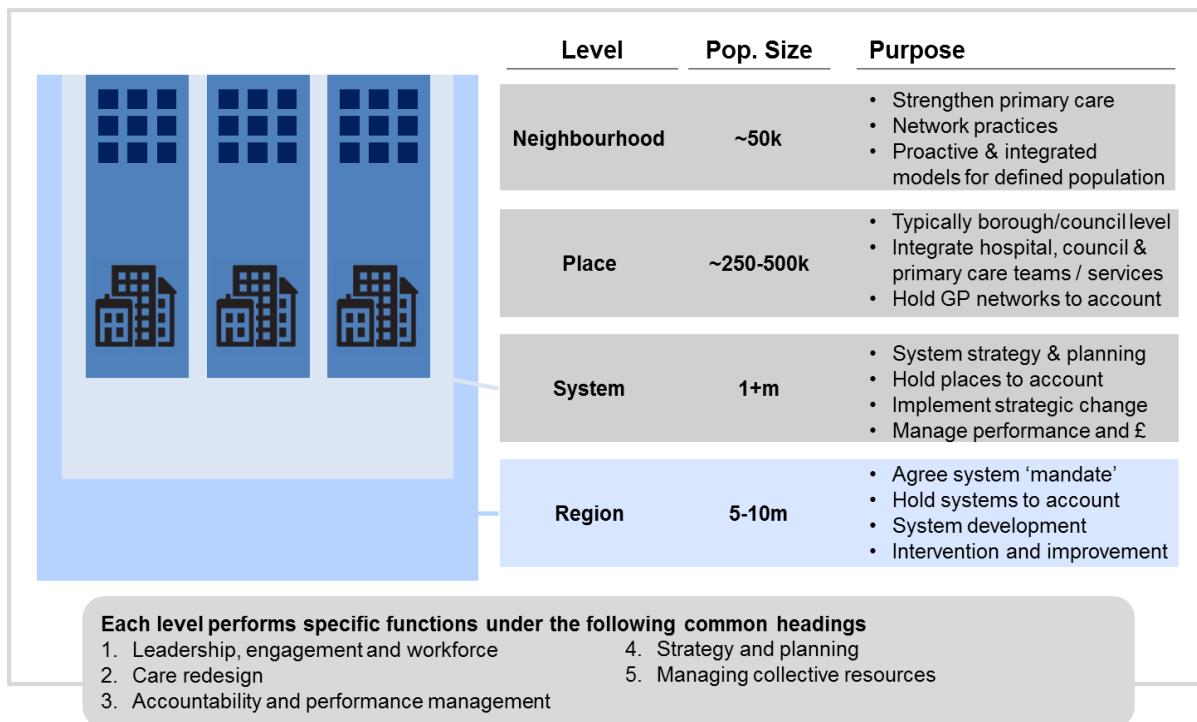 Level Pop. Size Purpose
Neighbourhood ~50k
• Strengthen primary care
• Network practices
• Proactive & integrated
models for defined population
Place ~250-500k
• Typically borough/council level
• Integrate hospital, council &
primary care teams / services
• Hold GP networks to account
System 1+m
• System strategy & planning
• Hold places to account
• Implement strategic change
• Manage performance and £
Region 5-10m
• Agree system ‘mandate’
• Hold systems to account
• System development
• Intervention and improvement
Each level performs specific functions under the following common headings
1. Leadership, engagement and workforce
2. Care redesign
3. Accountability and performance management
4. Strategy and planning
5. Managing collective resources